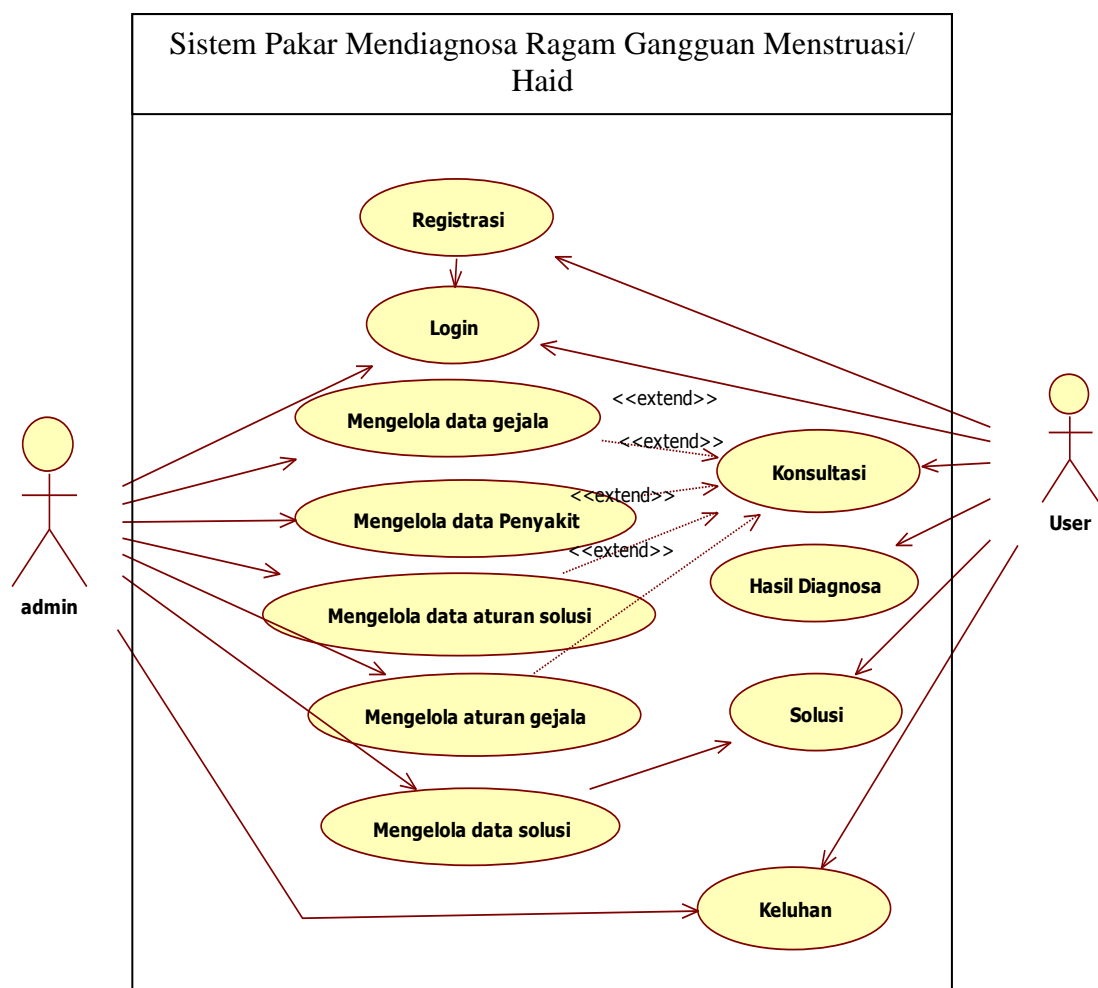 Sistem Pakar Mendiagnosa Ragam Gangguan Menstruasi/
Haid
Registrasi
Login
Mengelola data gejala
<<extend>>
<<extend>>
Konsultasi
<<extend>>
Mengelola data Penyakit
<<extend>>
User
Hasil Diagnosa
admin
Mengelola data aturan solusi
Mengelola aturan gejala
Solusi
Mengelola data solusi
Keluhan